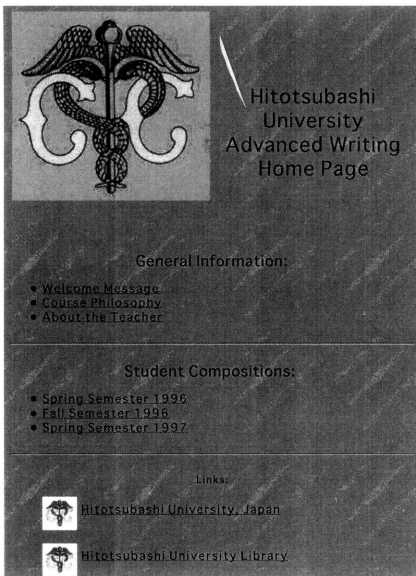 CC
Hitotsubashi
University
Advanced Writing
Home Page
General Information:
Welcome Message
Course Philosophy
About the Teacher
Student Compositions:
Spring Semester 1996
Fall Semester 1996
Spring Semester 1997
Links:
Hitotsubashi University, Japan
Hitotsubashi University Library